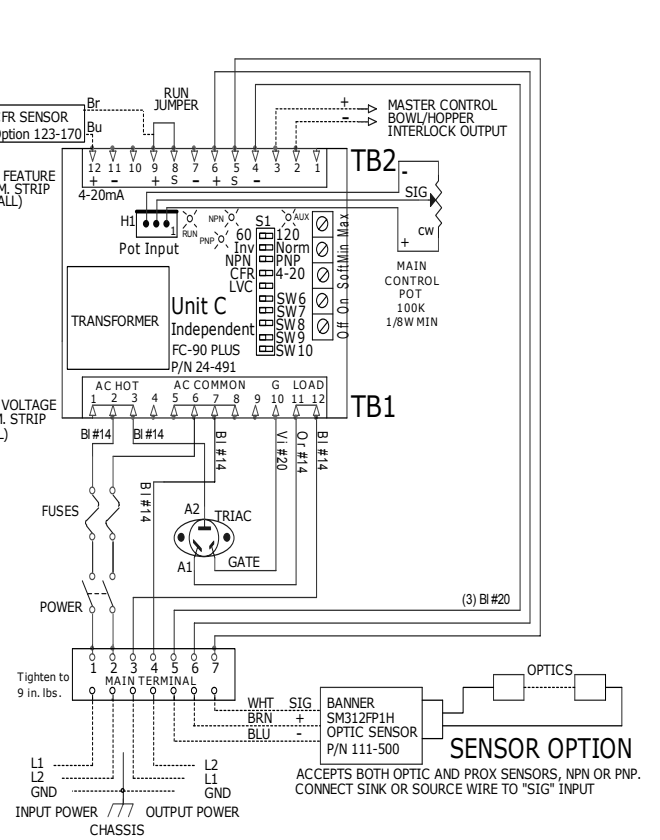 RUN
JUMPER
Br
FR SENSOR
Option 123-170
Bu
+ MASTER CONTROL
- BOWL/HOPPER
INTERLOCK OUTPUT
12 11 10 9 8 7 6 5 4 3 2 1
+ - + S - + S -
TB2
FEATURE
M. STRIP
ALL)
4-20mA
H1
1
Pot Input
RUN
NPN
PNP
AUX
S1
60 120
Inv Norm
NPN PNP
CFR 4-20
LVC
SW6
SW7
SW8
SW9
SW10
Off On Soft Min Max
-
SIG
CW
+
MAIN
CONTROL
POT
100K
1/8W MIN
TRANSFORMER
Unit C
Independent
FC-90 PLUS
P/N 24-491
VOLTAGE
M. STRIP
L)
AC HOT AC COMMON G LOAD
1 2 3 4 5 6 7 8 9 10 11 12
TB1
Bl #14
Bl #14
Bl #14
Bl #14
Vi #20
Or #14
Bl #14
FUSES
A2
TRIAC
A1
GATE
POWER
(3) Bl #20
1 2 3 4 5 6 7
MAIN TERMINAL
Tighten to
9 in. lbs.
WHT SIG
BRN +
BLU -
BANNER
SM312FP1H
OPTIC SENSOR
P/N 111-500
OPTICS
SENSOR OPTION
ACCEPTS BOTH OPTIC AND PROX SENSORS, NPN OR PNP.
CONNECT SINK OR SOURCE WIRE TO "SIG" INPUT
L1 L2
L2 L1
GND GND
INPUT POWER OUTPUT POWER
CHASSIS